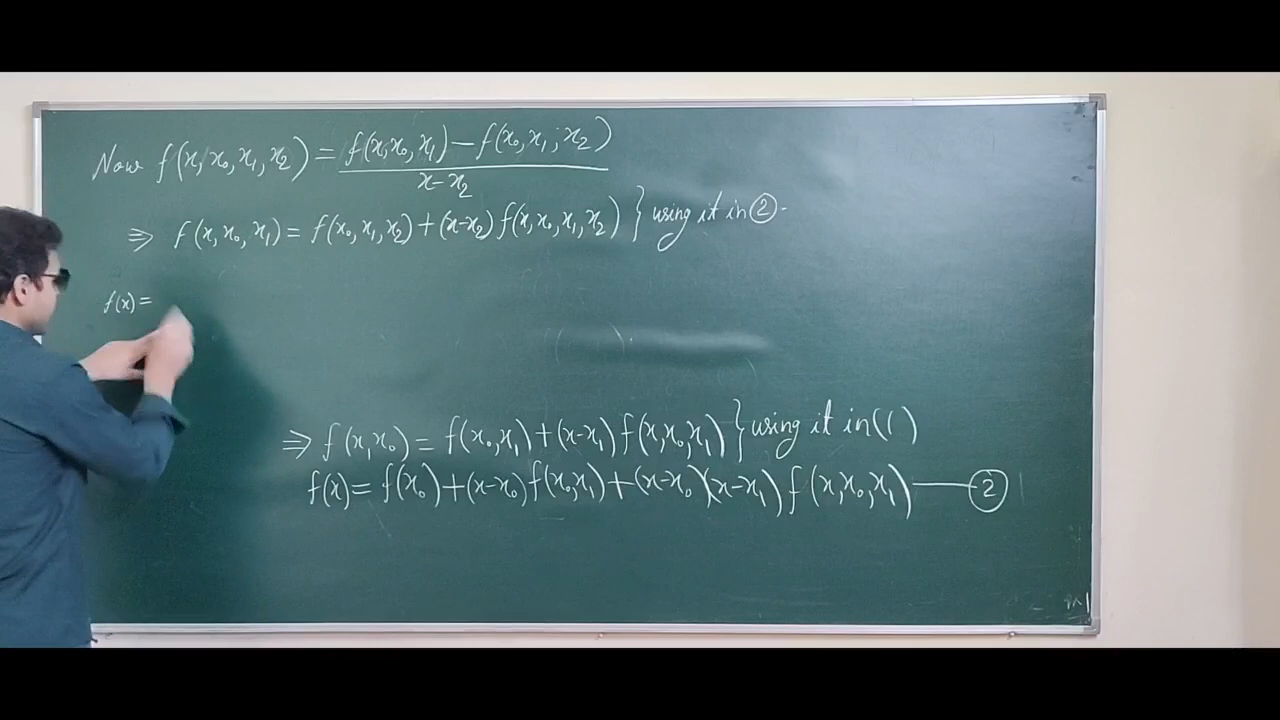 Now f(x, x₀, x₁, x₂) = f(x, x₀, x₁) − f(x₀, x₁, x₂)
x − x₂
⇒ f(x, x₀, x₁) = f(x₀, x₁, x₂) + (x−x₂) f(x, x₀, x₁, x₂) } using it in ②.
f(x) =
⇒ f(x, x₀) = f(x₀, x₁) + (x−x₁) f(x, x₀, x₁) } using it in (1)
f(x) = f(x₀) + (x−x₀) f(x₀, x₁) + (x−x₀)(x−x₁) f(x, x₀, x₁) —— ②